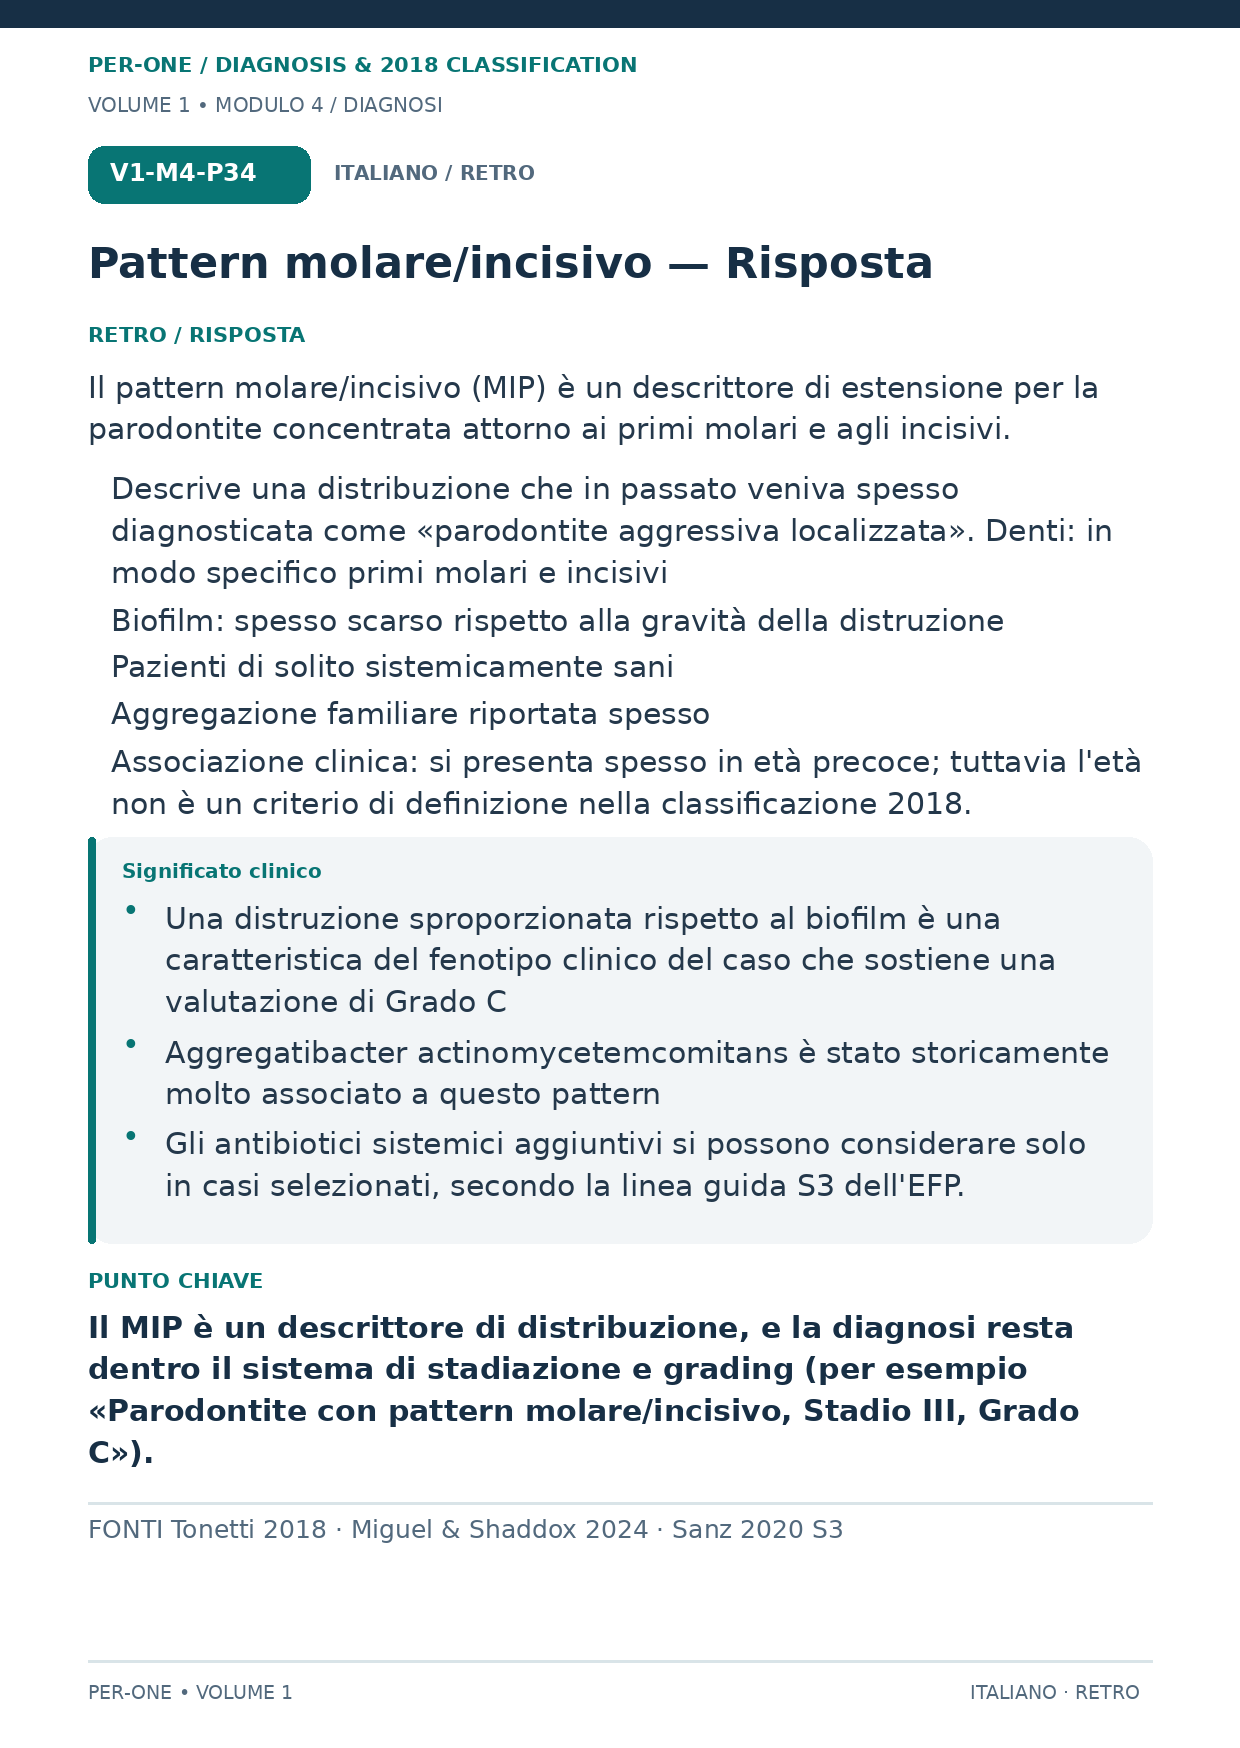 PER-ONE / DIAGNOSIS & 2018 CLASSIFICATION
VOLUME 1 • MODULO 4 / DIAGNOSI
V1-M4-P34
ITALIANO / RETRO
Pattern molare/incisivo — Risposta
RETRO / RISPOSTA
Il pattern molare/incisivo (MIP) è un descrittore di estensione per la
parodontite concentrata attorno ai primi molari e agli incisivi.
Descrive una distribuzione che in passato veniva spesso
diagnosticata come «parodontite aggressiva localizzata». Denti: in
modo specifico primi molari e incisivi
Biofilm: spesso scarso rispetto alla gravità della distruzione
Pazienti di solito sistemicamente sani
Aggregazione familiare riportata spesso
Associazione clinica: si presenta spesso in età precoce; tuttavia l'età
non è un criterio di definizione nella classificazione 2018.
Significato clinico
• Una distruzione sproporzionata rispetto al biofilm è una
caratteristica del fenotipo clinico del caso che sostiene una
valutazione di Grado C
• Aggregatibacter actinomycetemcomitans è stato storicamente
molto associato a questo pattern
• Gli antibiotici sistemici aggiuntivi si possono considerare solo
in casi selezionati, secondo la linea guida S3 dell'EFP.
PUNTO CHIAVE
Il MIP è un descrittore di distribuzione, e la diagnosi resta
dentro il sistema di stadiazione e grading (per esempio
«Parodontite con pattern molare/incisivo, Stadio III, Grado
C»).
FONTI Tonetti 2018 · Miguel & Shaddox 2024 · Sanz 2020 S3
PER-ONE • VOLUME 1
ITALIANO · RETRO